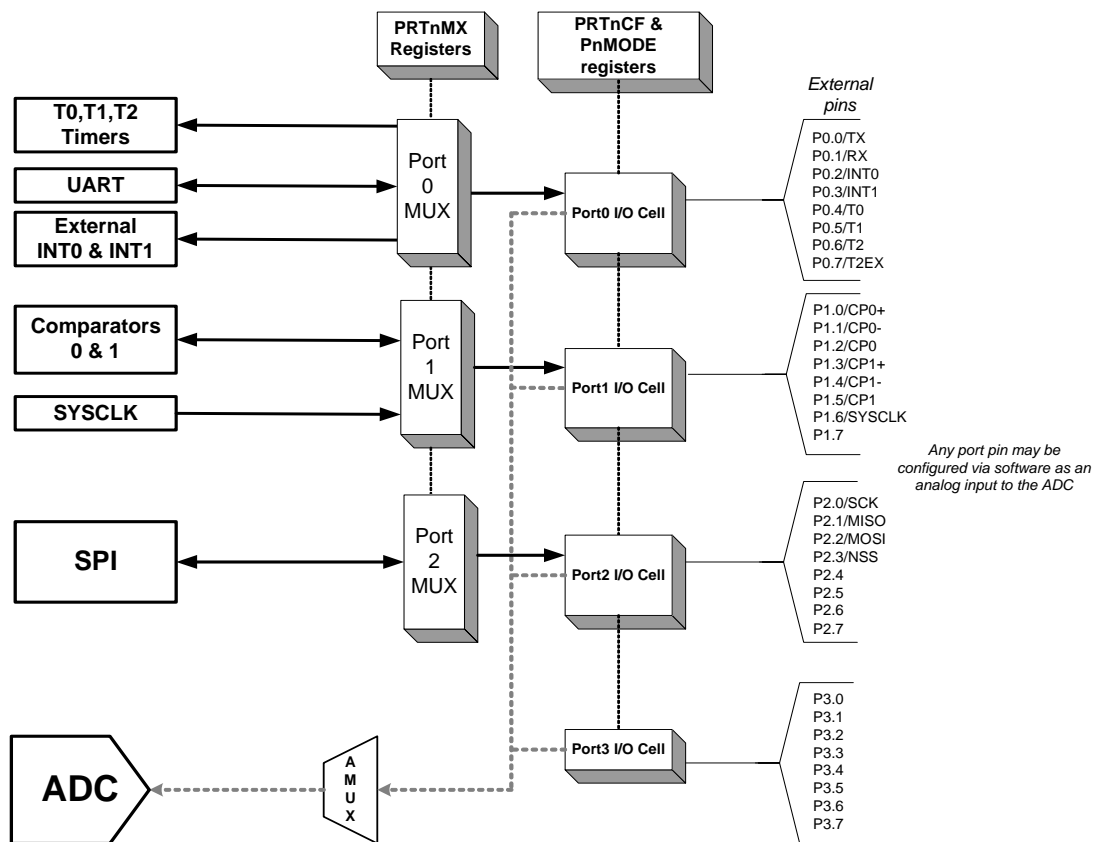 PRTnMX
Registers
PRTnCF &
PnMODE
registers
External
pins
T0,T1,T2
Timers
UART
External
INT0 & INT1
Port
0
MUX
Port0 I/O Cell
P0.0/TX
P0.1/RX
P0.2/INT0
P0.3/INT1
P0.4/T0
P0.5/T1
P0.6/T2
P0.7/T2EX
Comparators
0 & 1
SYSCLK
Port
1
MUX
Port1 I/O Cell
P1.0/CP0+
P1.1/CP0-
P1.2/CP0
P1.3/CP1+
P1.4/CP1-
P1.5/CP1
P1.6/SYSCLK
P1.7
Any port pin may be
configured via software as an
analog input to the ADC
SPI
Port
2
MUX
Port2 I/O Cell
P2.0/SCK
P2.1/MISO
P2.2/MOSI
P2.3/NSS
P2.4
P2.5
P2.6
P2.7
ADC
A
M
U
X
Port3 I/O Cell
P3.0
P3.1
P3.2
P3.3
P3.4
P3.5
P3.6
P3.7